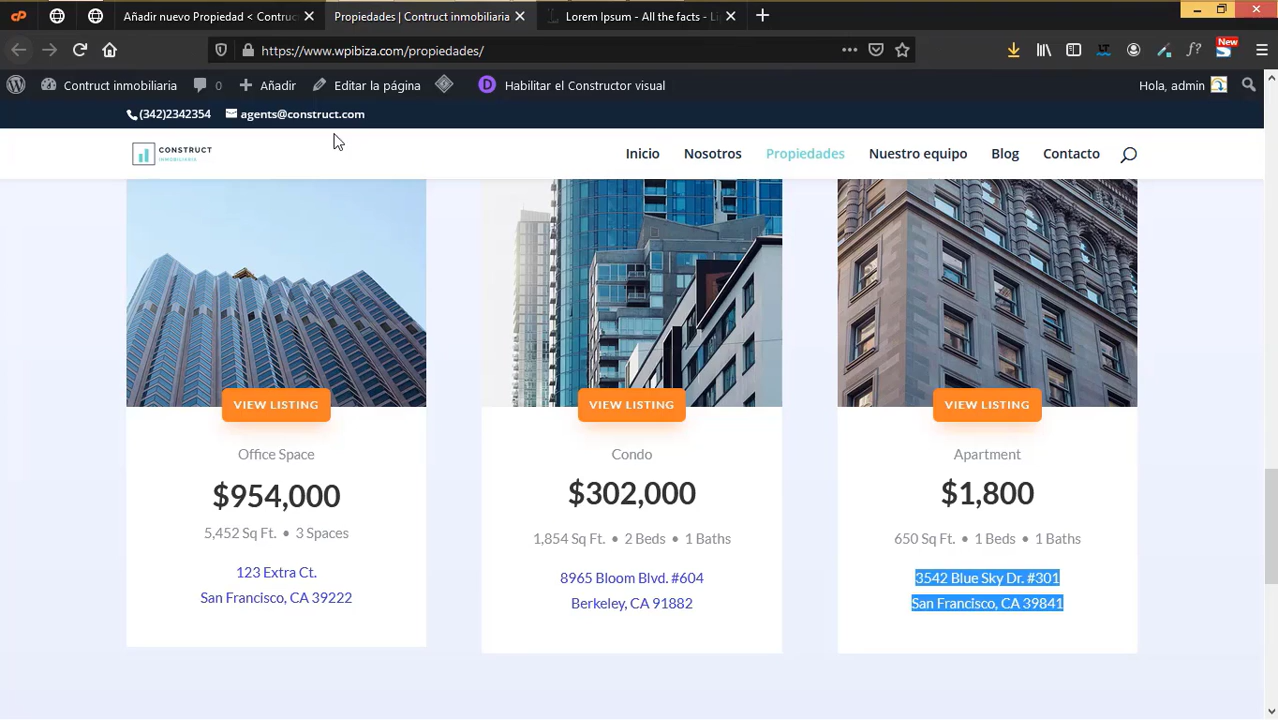 Añadir nuevo Propiedad < Contruc
Propiedades | Contruct inmobiliaria
Lorem Ipsum - All the facts - Li
https://www.wpibiza.com/propiedades/
New
Contruct inmobiliaria
0
Añadir
Editar la página
D
Habilitar el Constructor visual
Hola, admin
(342)2342354
agents@construct.com
CONSTRUCT
INMOBILIARIA
Inicio
Nosotros
Propiedades
Nuestro equipo
Blog
Contacto
VIEW LISTING
VIEW LISTING
VIEW LISTING
Office Space
$954,000
5,452 Sq Ft. • 3 Spaces
123 Extra Ct.
San Francisco, CA 39222
Condo
$302,000
1,854 Sq Ft. • 2 Beds • 1 Baths
8965 Bloom Blvd. #604
Berkeley, CA 91882
Apartment
$1,800
650 Sq Ft. • 1 Beds • 1 Baths
3542 Blue Sky Dr. #301
San Francisco, CA 39841